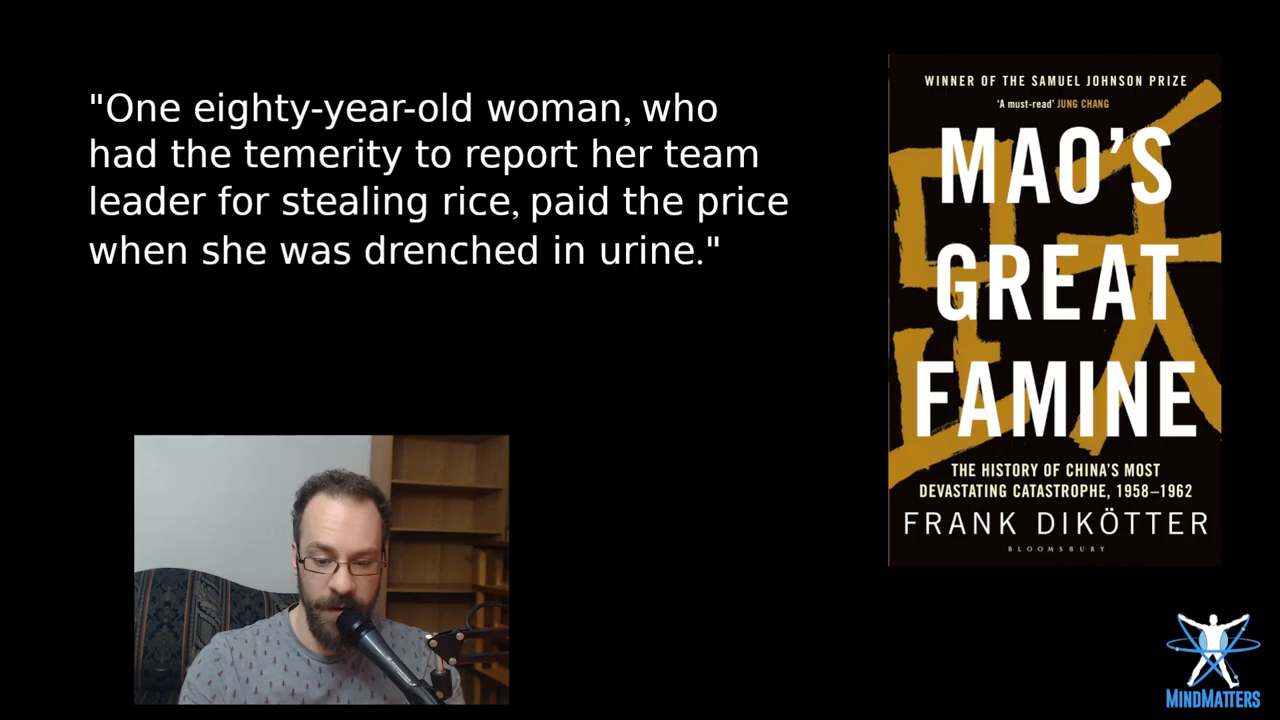 "One eighty-year-old woman, who
had the temerity to report her team
leader for stealing rice, paid the price
when she was drenched in urine."
WINNER OF THE SAMUEL JOHNSON PRIZE
'A must-read' JUNG CHANG
MAO'S
GREAT
FAMINE
THE HISTORY OF CHINA'S MOST
DEVASTATING CATASTROPHE, 1958–1962
FRANK DIKÖTTER
BLOOMSBURY
MINDMATTERS